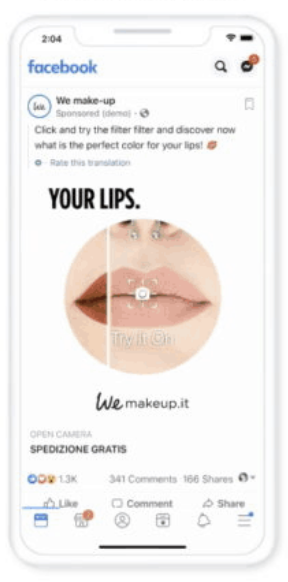 2:04
facebook
We make-up
Sponsored (demo)
Click and try the filter filter and discover now
what is the perfect color for your lips!
Rate this translation
YOUR LIPS.
Try it On
We makeup.it
OPEN CAMERA
SPEDIZIONE GRATIS
1.3K 341 Comments 166 Shares
Like Comment Share